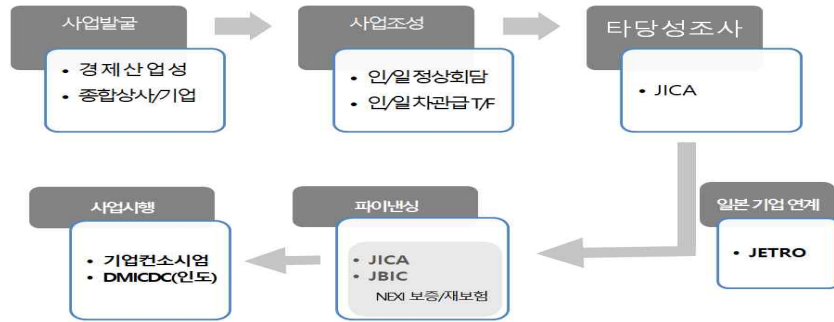 사업발굴
• 경제산업성
• 종합상사/기업
사업조성
• 인/일정상회담
• 인/일차관급 T/F
타당성조사
• JICA
일본 기업 연계
• JETRO
파이낸싱
• JICA
• JBIC
NEXI 보증/재보험
사업시행
• 기업컨소시엄
• DMICDC(인도)